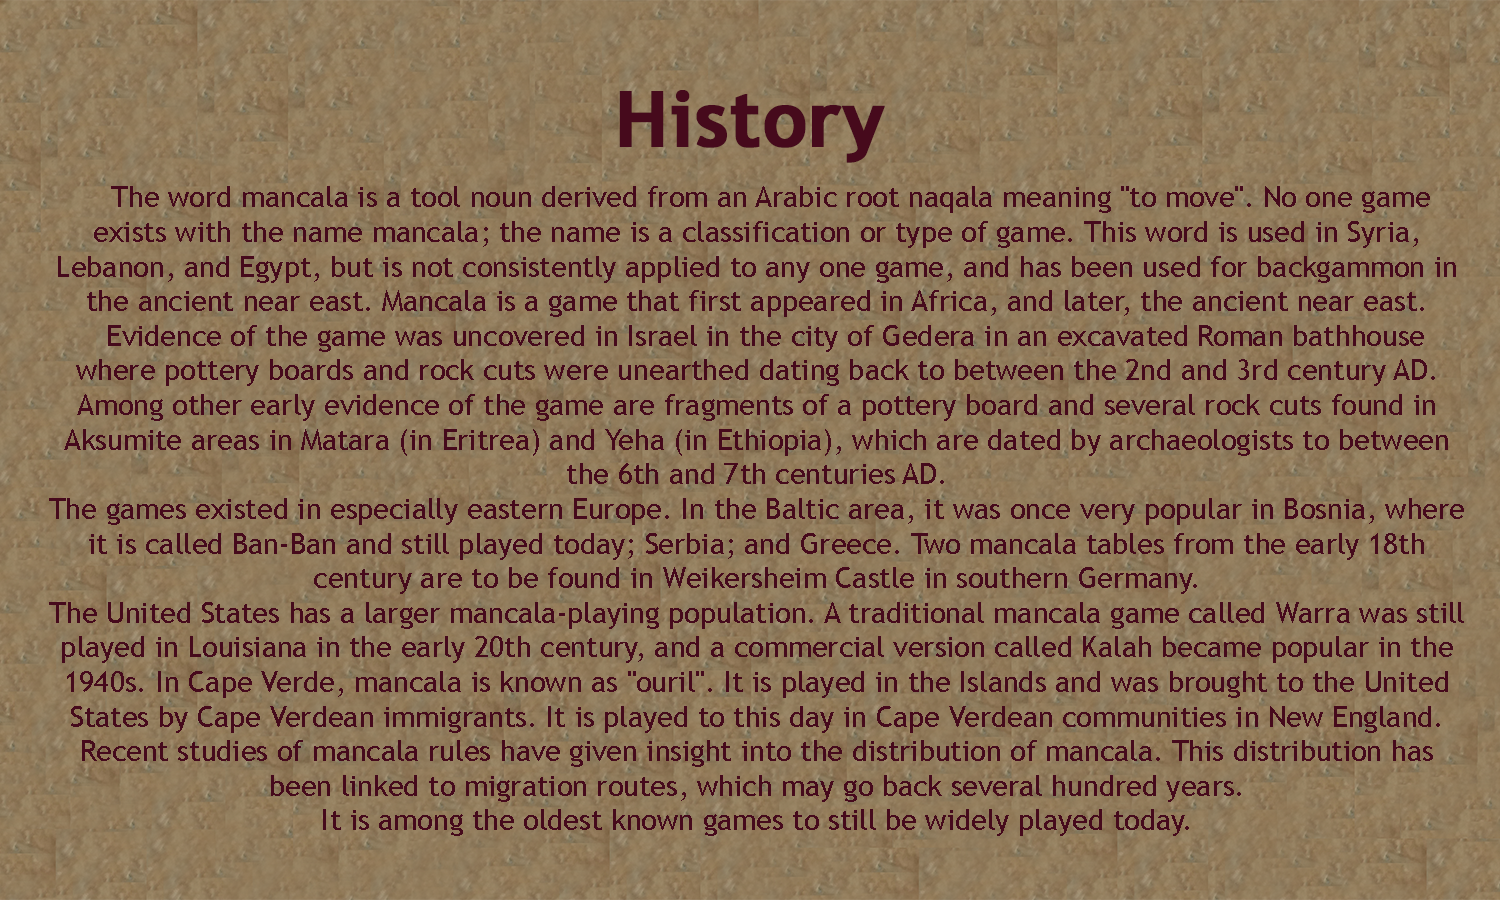 History
The word mancala is a tool noun derived from an Arabic root naqala meaning "to move". No one game
exists with the name mancala; the name is a classification or type of game. This word is used in Syria,
Lebanon, and Egypt, but is not consistently applied to any one game, and has been used for backgammon in
the ancient near east. Mancala is a game that first appeared in Africa, and later, the ancient near east.
Evidence of the game was uncovered in Israel in the city of Gedera in an excavated Roman bathhouse
where pottery boards and rock cuts were unearthed dating back to between the 2nd and 3rd century AD.
Among other early evidence of the game are fragments of a pottery board and several rock cuts found in
Aksumite areas in Matara (in Eritrea) and Yeha (in Ethiopia), which are dated by archaeologists to between
the 6th and 7th centuries AD.
The games existed in especially eastern Europe. In the Baltic area, it was once very popular in Bosnia, where
it is called Ban-Ban and still played today; Serbia; and Greece. Two mancala tables from the early 18th
century are to be found in Weikersheim Castle in southern Germany.
The United States has a larger mancala-playing population. A traditional mancala game called Warra was still
played in Louisiana in the early 20th century, and a commercial version called Kalah became popular in the
1940s. In Cape Verde, mancala is known as "ouril". It is played in the Islands and was brought to the United
States by Cape Verdean immigrants. It is played to this day in Cape Verdean communities in New England.
Recent studies of mancala rules have given insight into the distribution of mancala. This distribution has
been linked to migration routes, which may go back several hundred years.
It is among the oldest known games to still be widely played today.